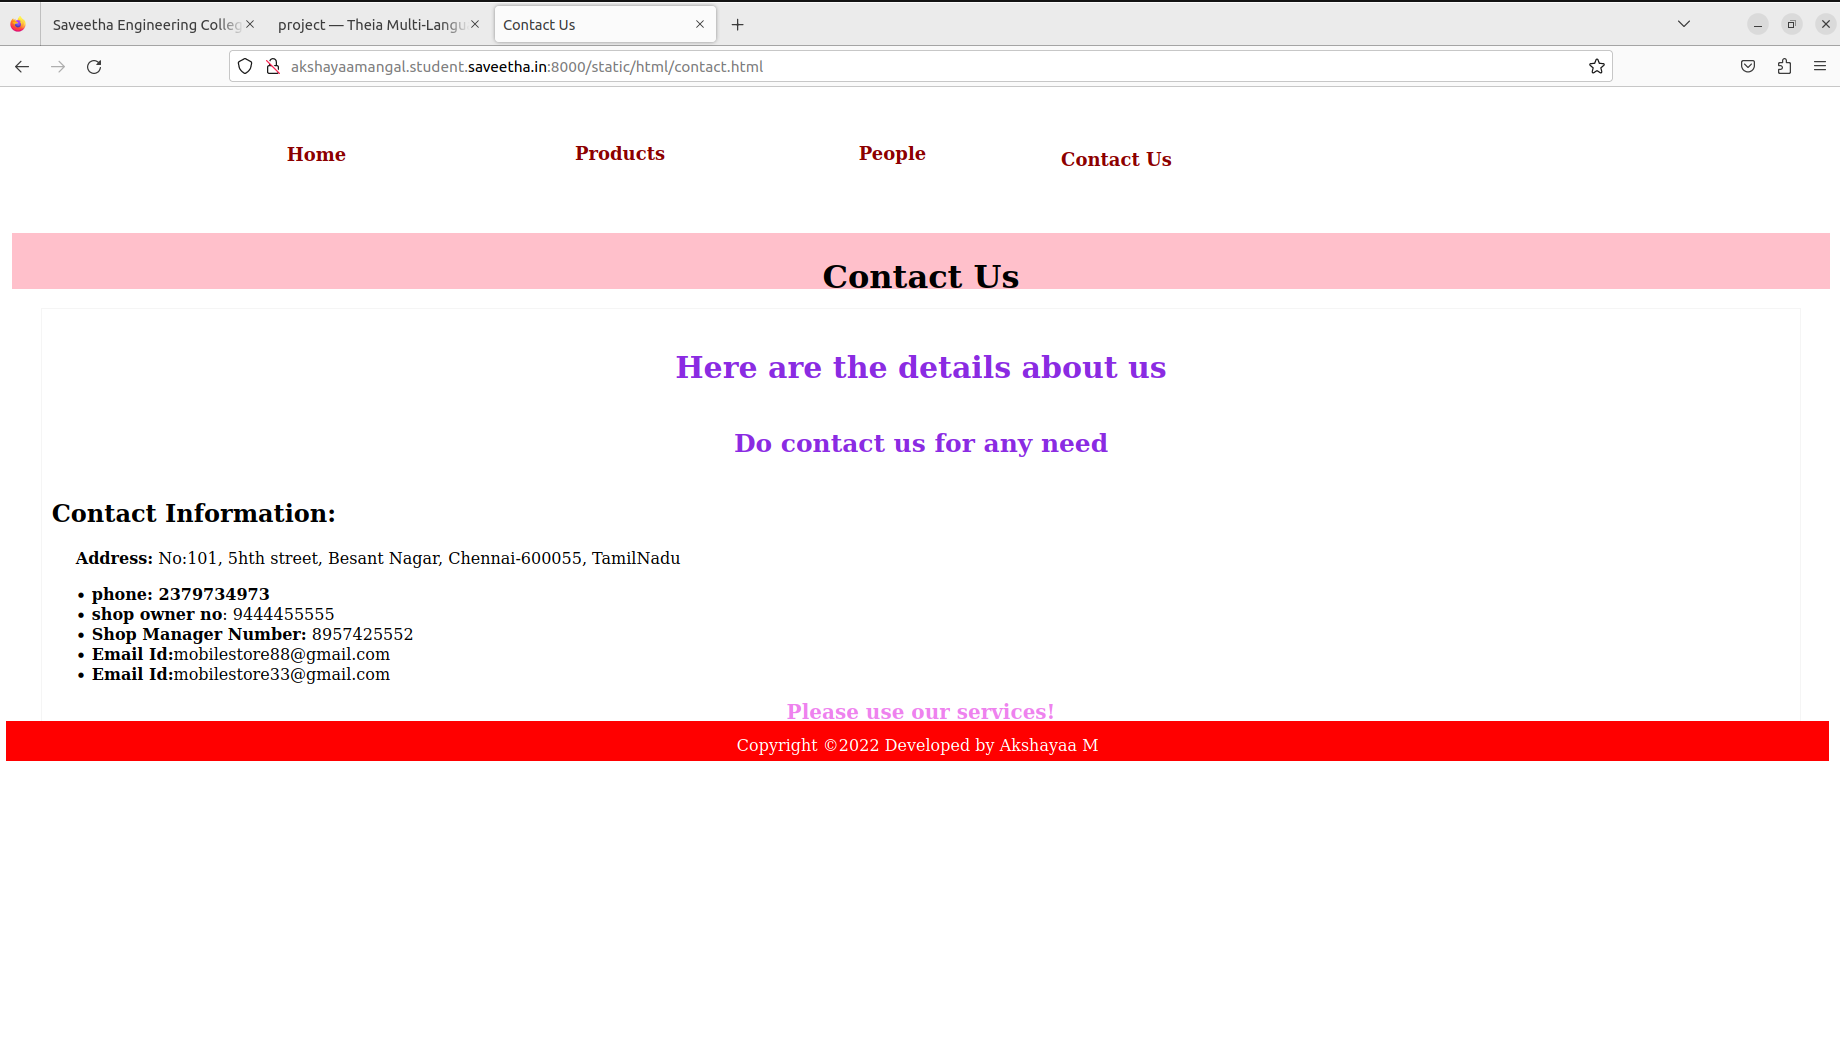 Saveetha Engineering Colleg
project — Theia Multi-Langu
Contact Us
akshayaamangal.student.saveetha.in:8000/static/html/contact.html
Home Products People Contact Us
Contact Us
Here are the details about us
Do contact us for any need
Contact Information:
Address: No:101, 5hth street, Besant Nagar, Chennai-600055, TamilNadu
• phone: 2379734973
• shop owner no: 9444455555
• Shop Manager Number: 8957425552
• Email Id:mobilestore88@gmail.com
• Email Id:mobilestore33@gmail.com
Please use our services!
Copyright ©2022 Developed by Akshayaa M